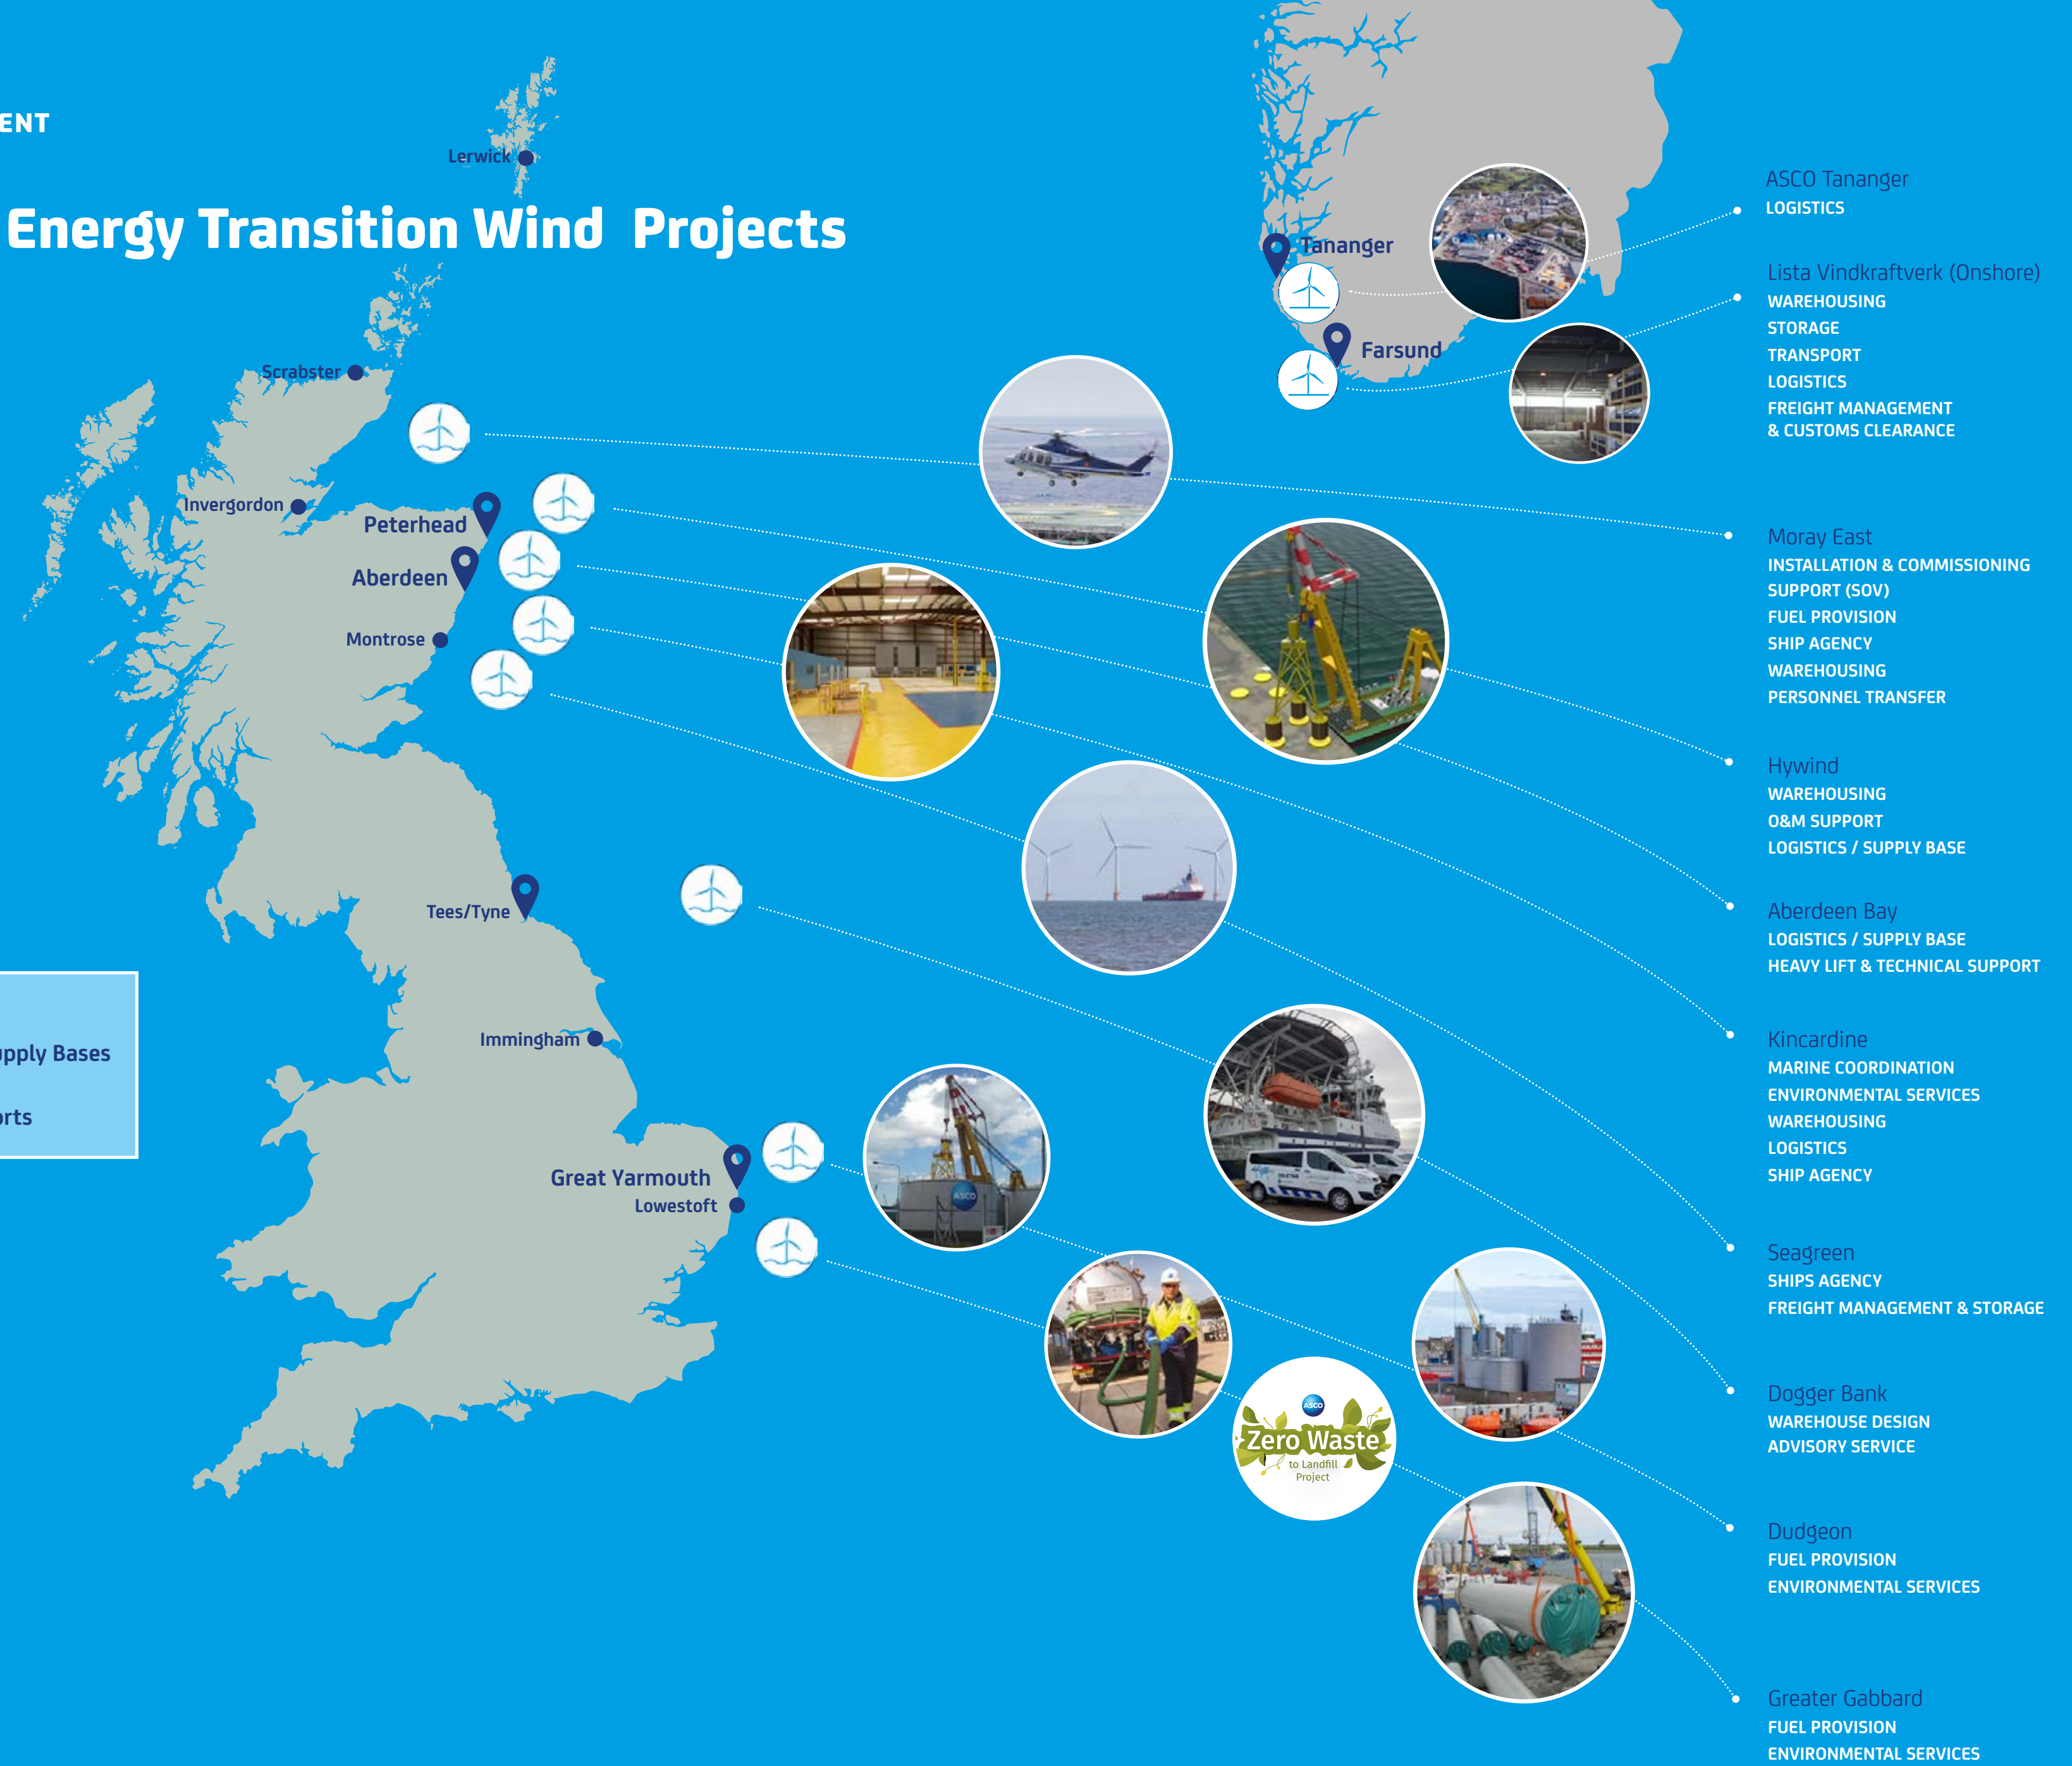 ENT
Energy Transition Wind Projects
Lerwick
Scrabster
Invergordon
Peterhead
Aberdeen
Montrose
Tees/Tyne
Immingham
Great Yarmouth
Lowestoft
upply Bases
orts
Tananger
Farsund
ASCO
ASCO
Zero Waste
to Landfill
Project
ASCO Tananger
LOGISTICS
Lista Vindkraftverk (Onshore)
WAREHOUSING
STORAGE
TRANSPORT
LOGISTICS
FREIGHT MANAGEMENT
& CUSTOMS CLEARANCE
Moray East
INSTALLATION & COMMISSIONING
SUPPORT (SOV)
FUEL PROVISION
SHIP AGENCY
WAREHOUSING
PERSONNEL TRANSFER
Hywind
WAREHOUSING
O&M SUPPORT
LOGISTICS / SUPPLY BASE
Aberdeen Bay
LOGISTICS / SUPPLY BASE
HEAVY LIFT & TECHNICAL SUPPORT
Kincardine
MARINE COORDINATION
ENVIRONMENTAL SERVICES
WAREHOUSING
LOGISTICS
SHIP AGENCY
Seagreen
SHIPS AGENCY
FREIGHT MANAGEMENT & STORAGE
Dogger Bank
WAREHOUSE DESIGN
ADVISORY SERVICE
Dudgeon
FUEL PROVISION
ENVIRONMENTAL SERVICES
Greater Gabbard
FUEL PROVISION
ENVIRONMENTAL SERVICES